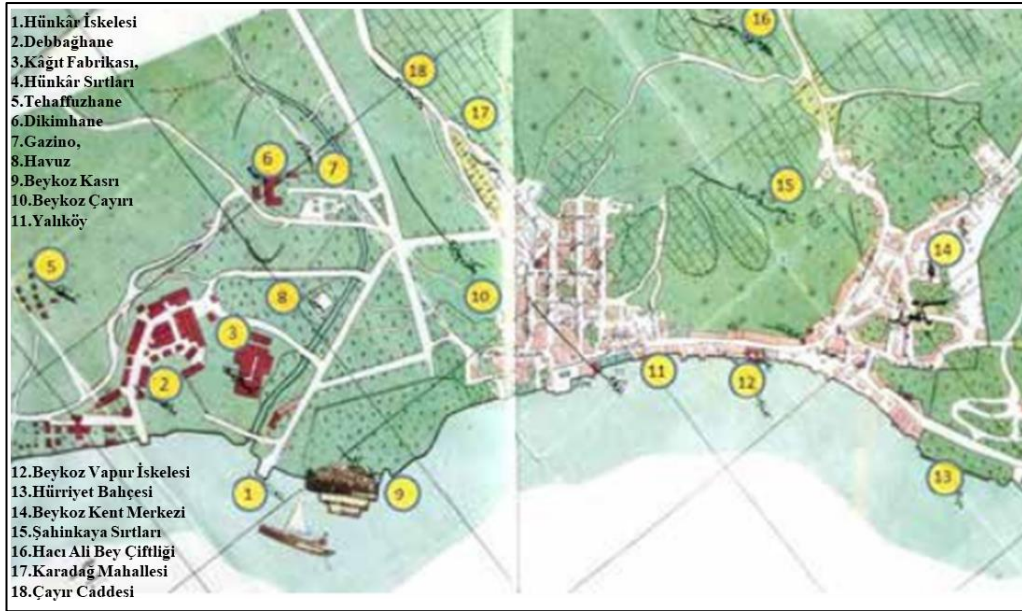 1.Hünkâr İskelesi
2.Debbağhane
3.Kâğıt Fabrikası,
4.Hünkâr Sırtları
5.Tehaffuzhane
6.Dikimhane
7.Gazino,
8.Havuz
9.Beykoz Kasrı
10.Beykoz Çayırı
11.Yalıköy
12.Beykoz Vapur İskelesi
13.Hürriyet Bahçesi
14.Beykoz Kent Merkezi
15.Şahinkaya Sırtları
16.Hacı Ali Bey Çiftliği
17.Karadağ Mahallesi
18.Çayır Caddesi
16
18
17
6
7
15
5
14
8
10
3
2
11
12
1
9
13